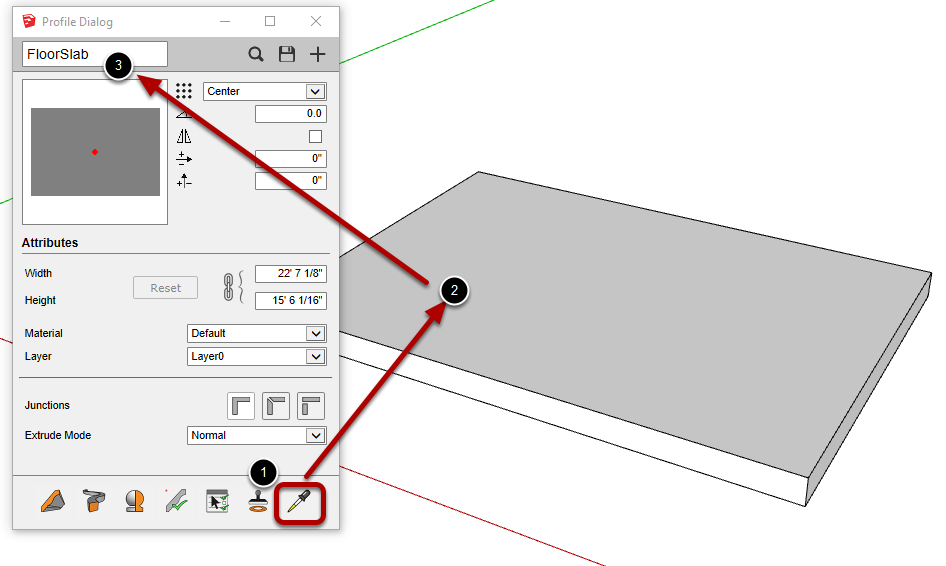 Profile Dialog
FloorSlab
3
Center
0.0
0"
0"
Attributes
Width
22' 7 1/8"
Reset
Height
15' 6 1/16"
2
Material
Default
Layer
Layer0
Junctions
Extrude Mode
Normal
1